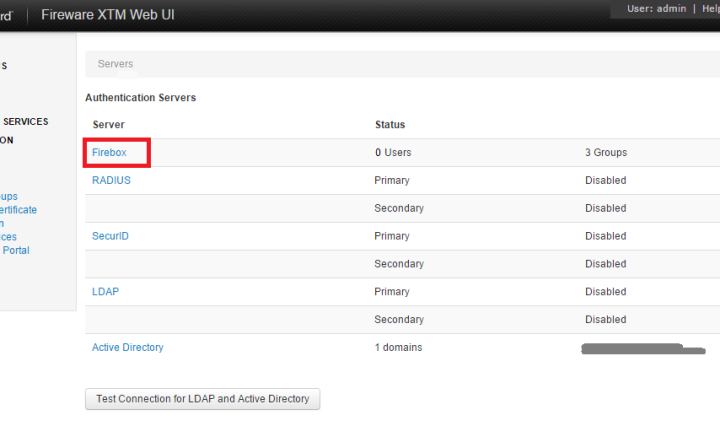 rd Fireware XTM Web UI User: admin | Help
S
SERVICES
ON
ups
ertificate
n
ices
Portal
Servers
Authentication Servers
Server Status
Firebox 0 Users 3 Groups
RADIUS Primary Disabled
Secondary Disabled
SecurID Primary Disabled
Secondary Disabled
LDAP Primary Disabled
Secondary Disabled
Active Directory 1 domains
Test Connection for LDAP and Active Directory